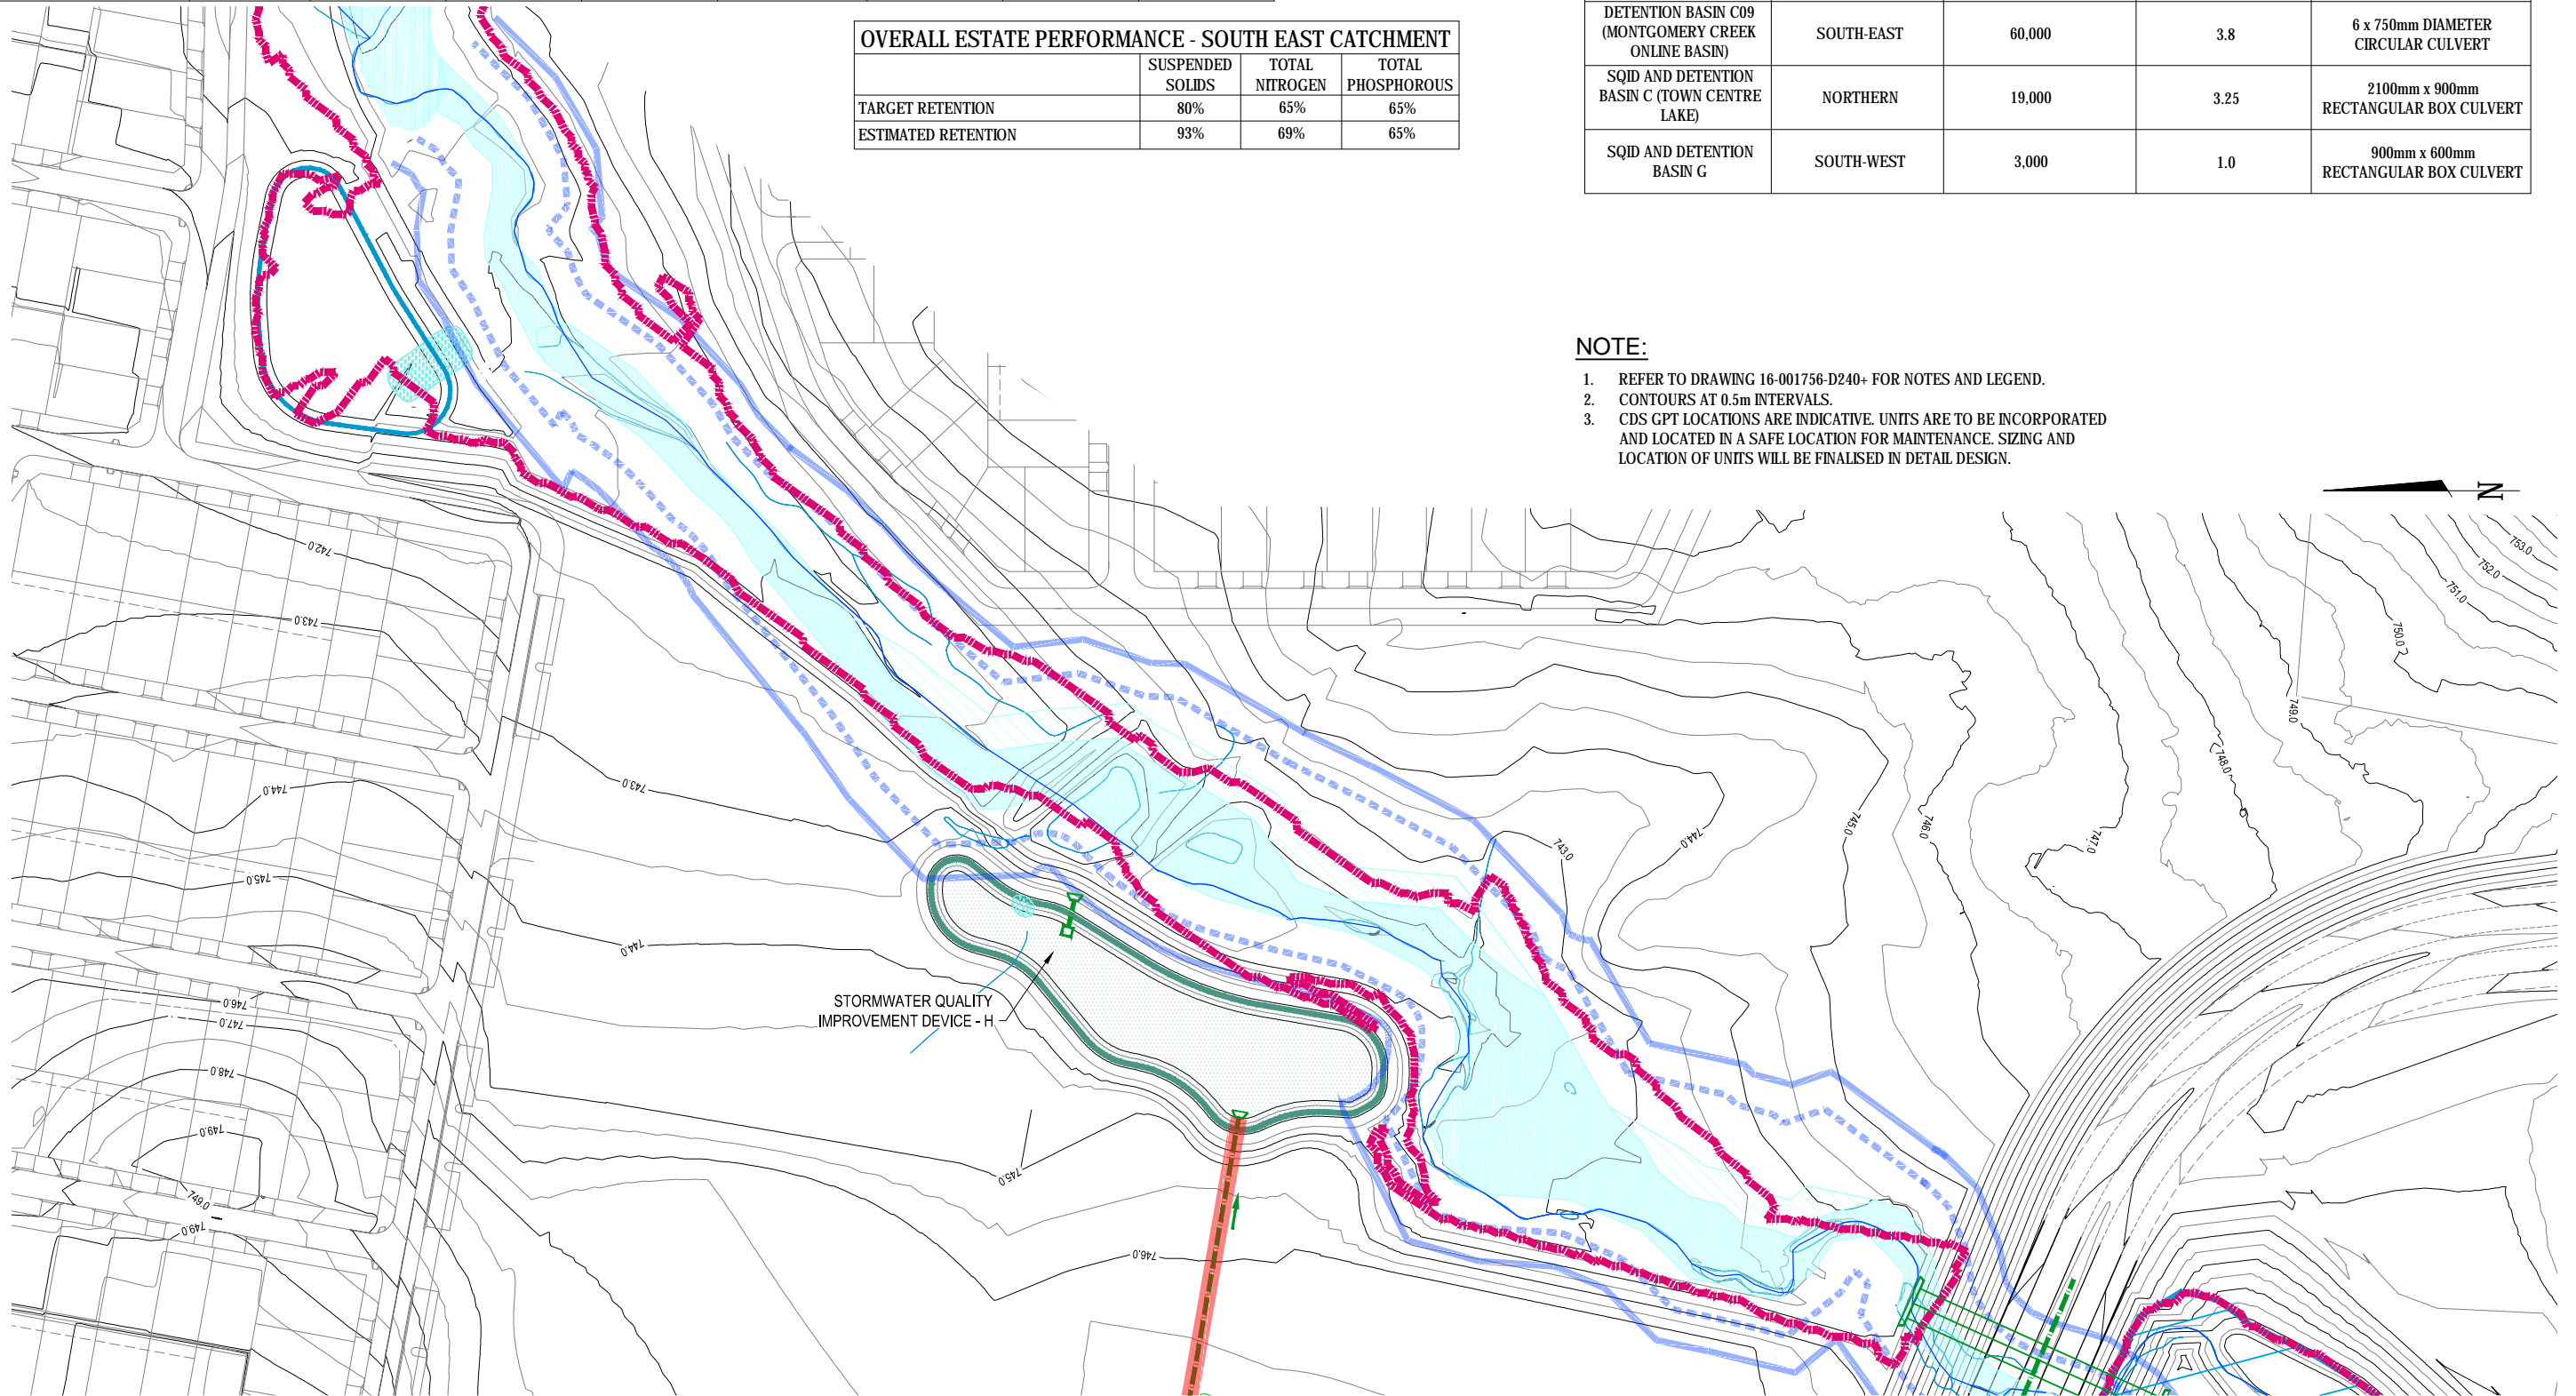 OVERALL ESTATE PERFORMANCE - SOUTH EAST CATCHMENT
SUSPENDED SOLIDS TOTAL NITROGEN TOTAL PHOSPHOROUS
TARGET RETENTION 80% 65% 65%
ESTIMATED RETENTION 93% 69% 65%
DETENTION BASIN C09 (MONTGOMERY CREEK ONLINE BASIN) SOUTH-EAST 60,000 3.8 6 x 750mm DIAMETER CIRCULAR CULVERT
SQID AND DETENTION BASIN C (TOWN CENTRE LAKE) NORTHERN 19,000 3.25 2100mm x 900mm RECTANGULAR BOX CULVERT
SQID AND DETENTION BASIN G SOUTH-WEST 3,000 1.0 900mm x 600mm RECTANGULAR BOX CULVERT
NOTE:
1. REFER TO DRAWING 16-001756-D240+ FOR NOTES AND LEGEND.
2. CONTOURS AT 0.5m INTERVALS.
3. CDS GPT LOCATIONS ARE INDICATIVE. UNITS ARE TO BE INCORPORATED
AND LOCATED IN A SAFE LOCATION FOR MAINTENANCE. SIZING AND
LOCATION OF UNITS WILL BE FINALISED IN DETAIL DESIGN.
N
753.0
752.0
751.0
750.0
749.0
748.0
747.0
746.0
745.0
744.0
743.0
742.0
743.0
743.0
744.0
745.0
744.0
746.0
747.0
748.0
749.0
749.0
749.0
745.0
746.0
STORMWATER QUALITY
IMPROVEMENT DEVICE - H